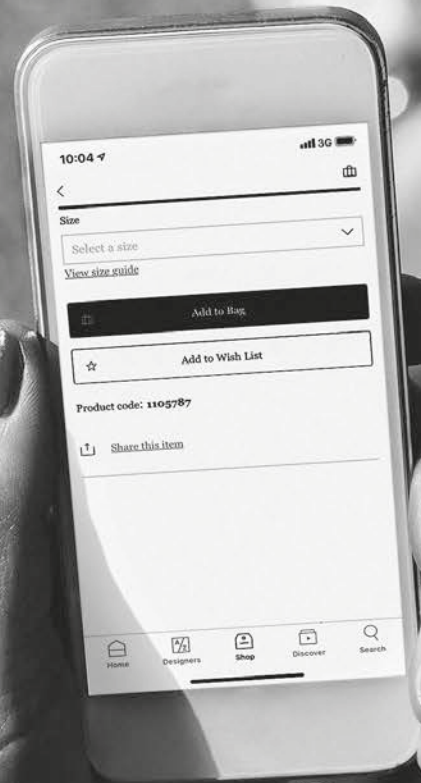 10:04
3G
Size
Select a size
View size guide
Add to Bag
Add to Wish List
Product code: 1105787
Share this item
A/Z
Home
Designers
Shop
Discover
Search